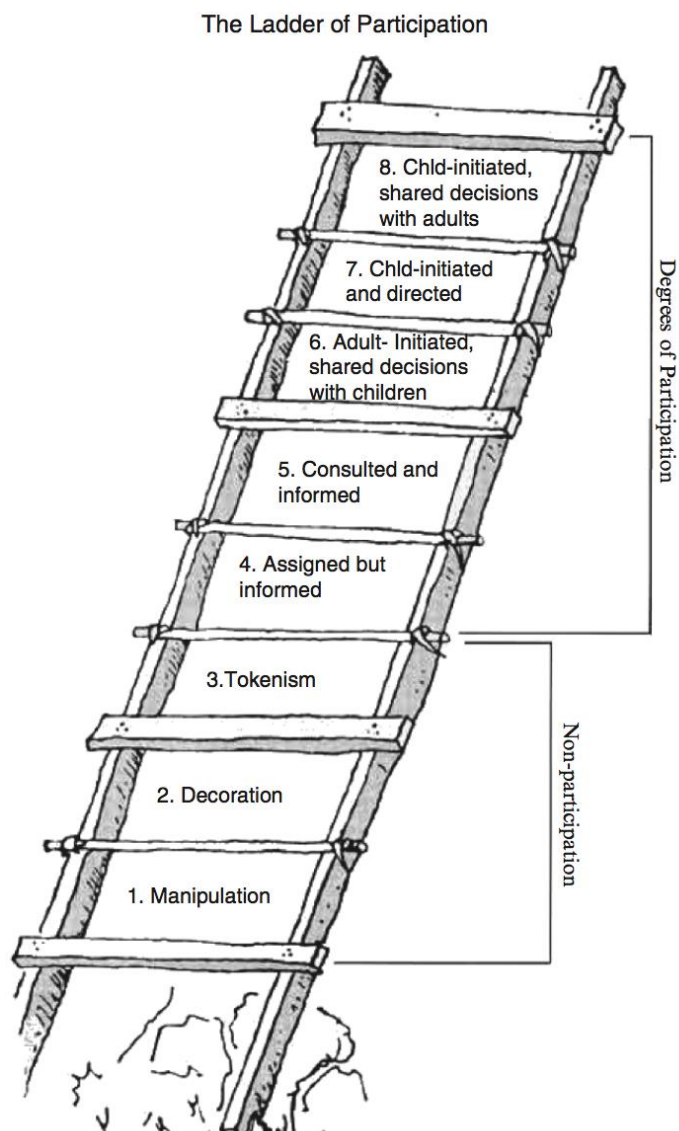 The Ladder of Participation
8. Chld-initiated,
shared decisions
with adults
7. Chld-initiated
and directed
6. Adult- Initiated,
shared decisions
with children
5. Consulted and
informed
4. Assigned but
informed
3.Tokenism
2. Decoration
1. Manipulation
Degrees of Participation
Non-participation